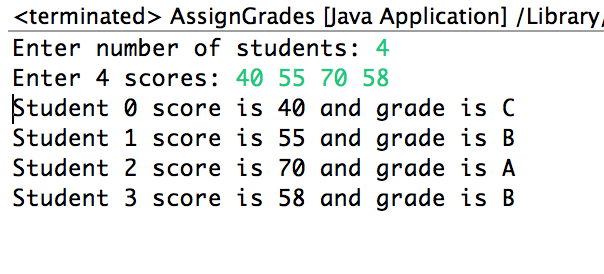 <terminated> AssignGrades [Java Application] /Library/
Enter number of students: 4
Enter 4 scores: 40 55 70 58
Student 0 score is 40 and grade is C
Student 1 score is 55 and grade is B
Student 2 score is 70 and grade is A
Student 3 score is 58 and grade is B